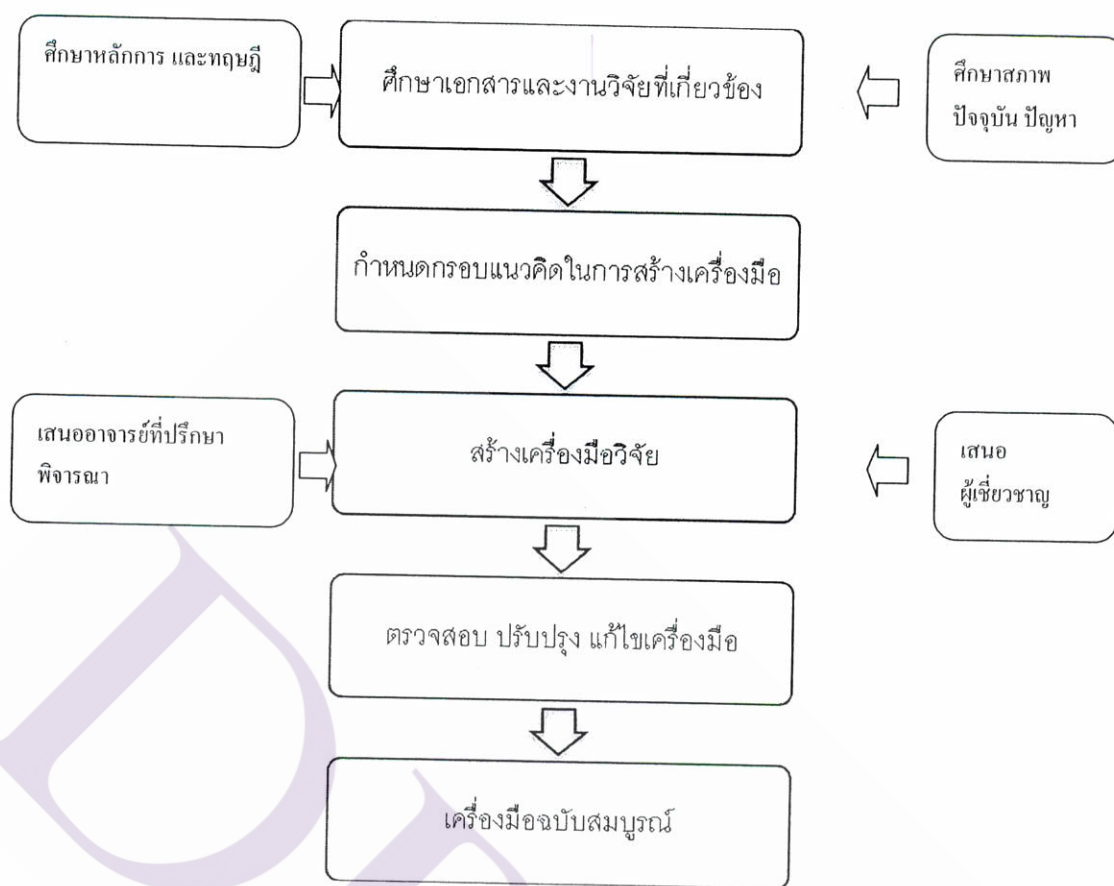 ศึกษาหลักการ และทฤษฎี
ศึกษาเอกสารและงานวิจัยที่เกี่ยวข้อง
ศึกษาสภาพ
ปัจจุบัน ปัญหา
กำหนดกรอบแนวคิดในการสร้างเครื่องมือ
เสนออาจารย์ที่ปรึกษา
พิจารณา
สร้างเครื่องมือวิจัย
เสนอ
ผู้เชี่ยวชาญ
ตรวจสอบ ปรับปรุง แก้ไขเครื่องมือ
เครื่องมือฉบับสมบูรณ์